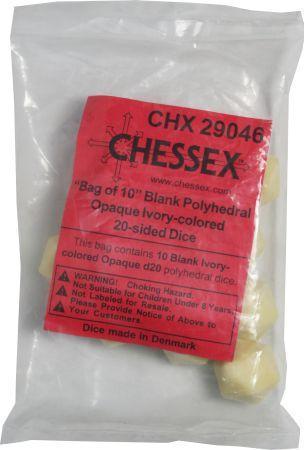 CHX 29046
CHESSEX
www.chessex.com
"Bag of 10" Blank Polyhedral
Opaque Ivory-colored
20-sided Dice
This bag contains 10 Blank Ivory-
colored Opaque d20 polyhedral dice.
WARNING! Choking Hazard.
Not Suitable for Children Under 8 Years.
Not Labeled for Resale.
Please Provide Notice of Above to
Your Customers
Dice made in Denmark